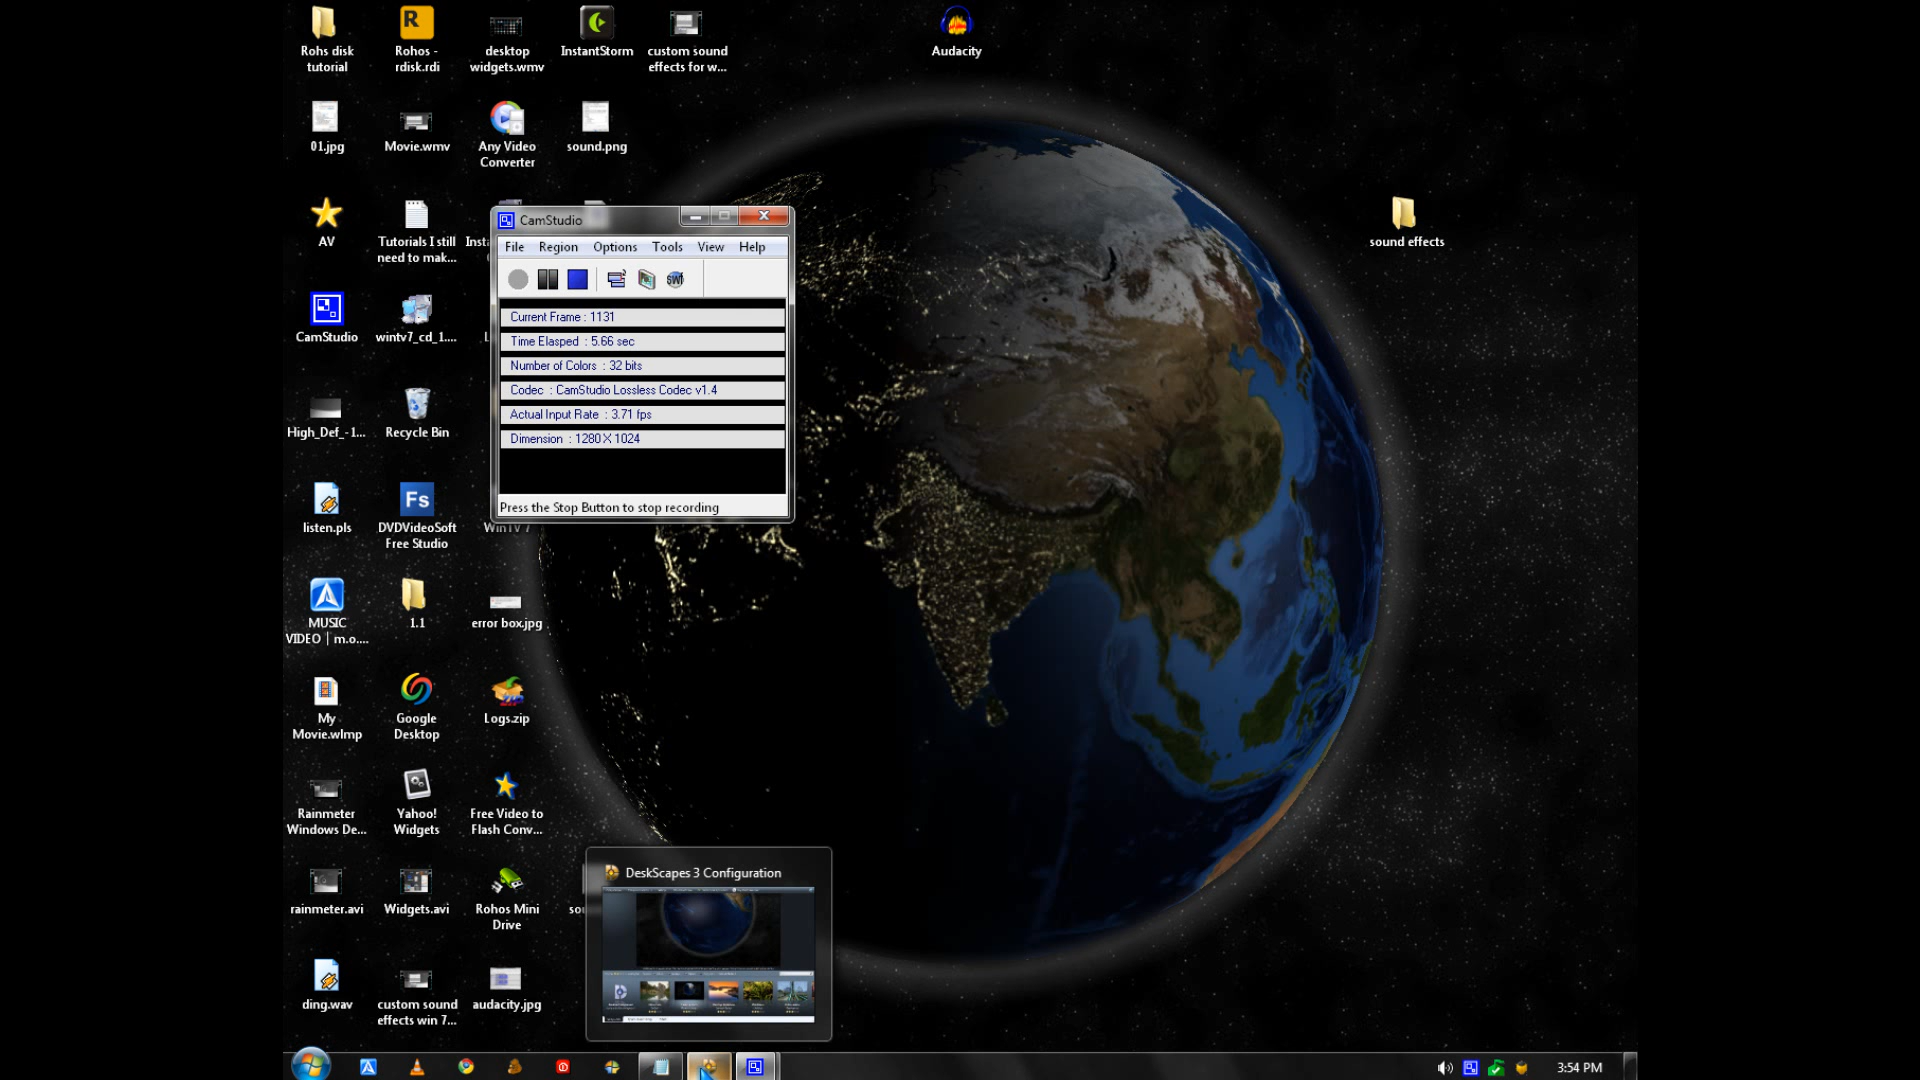 Rohs disk
tutorial
Rohos -
rdisk.rdi
desktop
widgets.wmv
InstantStorm
custom sound
effects for w...
Audacity
01.jpg
Movie.wmv
Any Video
Converter
sound.png
AV
Tutorials I still
need to mak...
sound effects
CamStudio
wintv7_cd_1....
High_Def_-1...
Recycle Bin
listen.pls
DVDVideoSoft
Free Studio
WinTV 7
MUSIC
VIDEO | m.o....
1.1
error box.jpg
My
Movie.wlmp
Google
Desktop
Logs.zip
Rainmeter
Windows De...
Yahoo!
Widgets
Free Video to
Flash Conv...
rainmeter.avi
Widgets.avi
Rohos Mini
Drive
ding.wav
custom sound
effects win 7...
audacity.jpg
R
Fs
CamStudio
File Region Options Tools View Help
SWF
Current Frame : 1131
Time Elasped : 5.66 sec
Number of Colors : 32 bits
Codec : CamStudio Lossless Codec v1.4
Actual Input Rate : 3.71 fps
Dimension : 1280 X 1024
Press the Stop Button to stop recording
DeskScapes 3 Configuration
3:54 PM